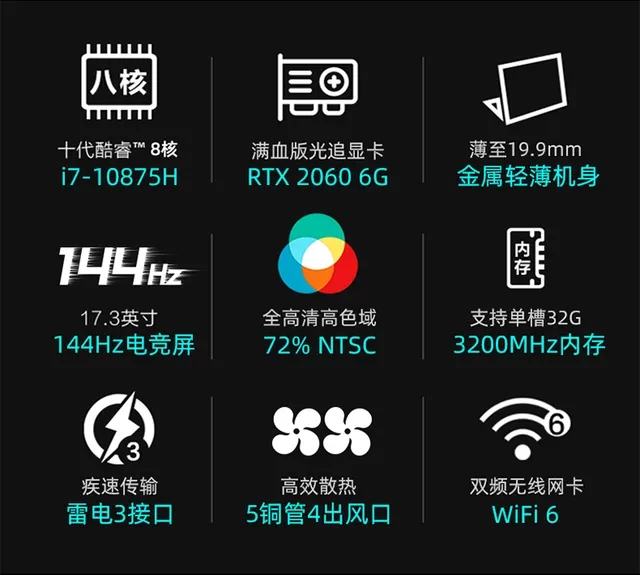 八核
十代酷睿™ 8核
i7-10875H
满血版光追显卡
RTX 2060 6G
薄至19.9mm
金属轻薄机身
144Hz
17.3英寸
144Hz电竞屏
全高清高色域
72% NTSC
内存
支持单槽32G
3200MHz内存
3
疾速传输
雷电3接口
高效散热
5铜管4出风口
6
双频无线网卡
WiFi 6